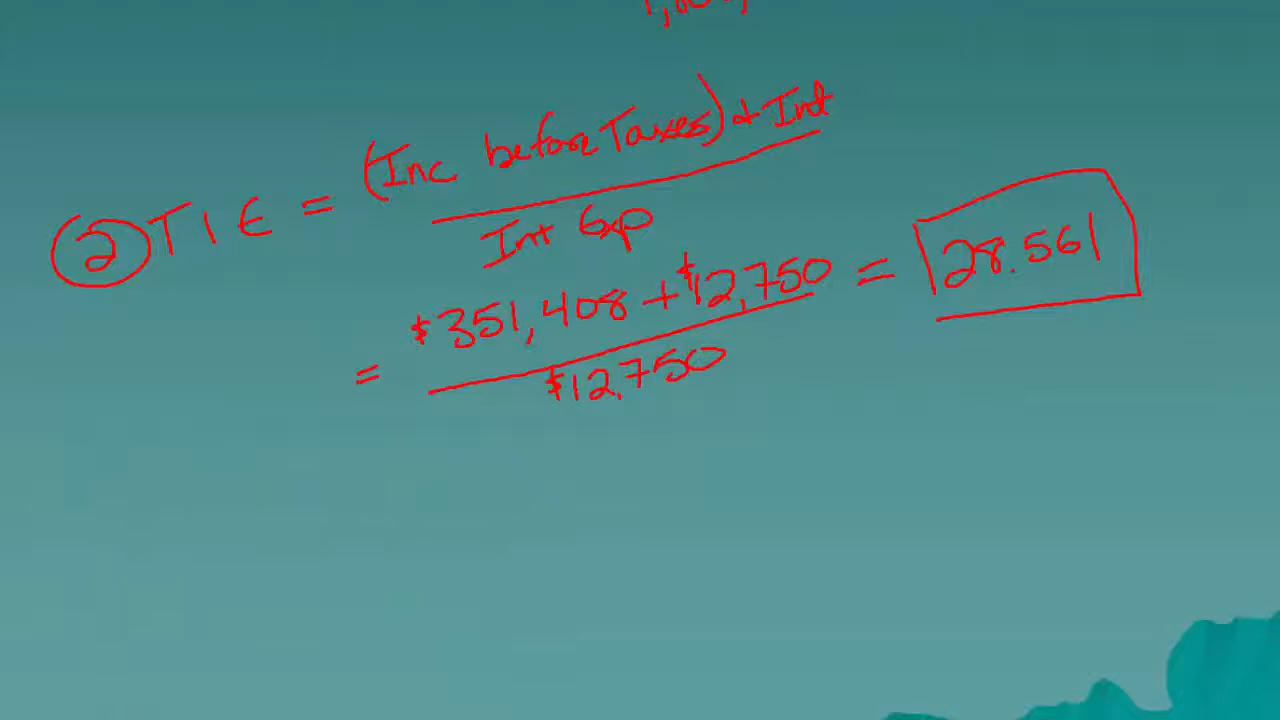 ② TIE = (Inc before Taxes) + Int
Int Exp
= $351,408 + $12,750 = 28.561
$12,750